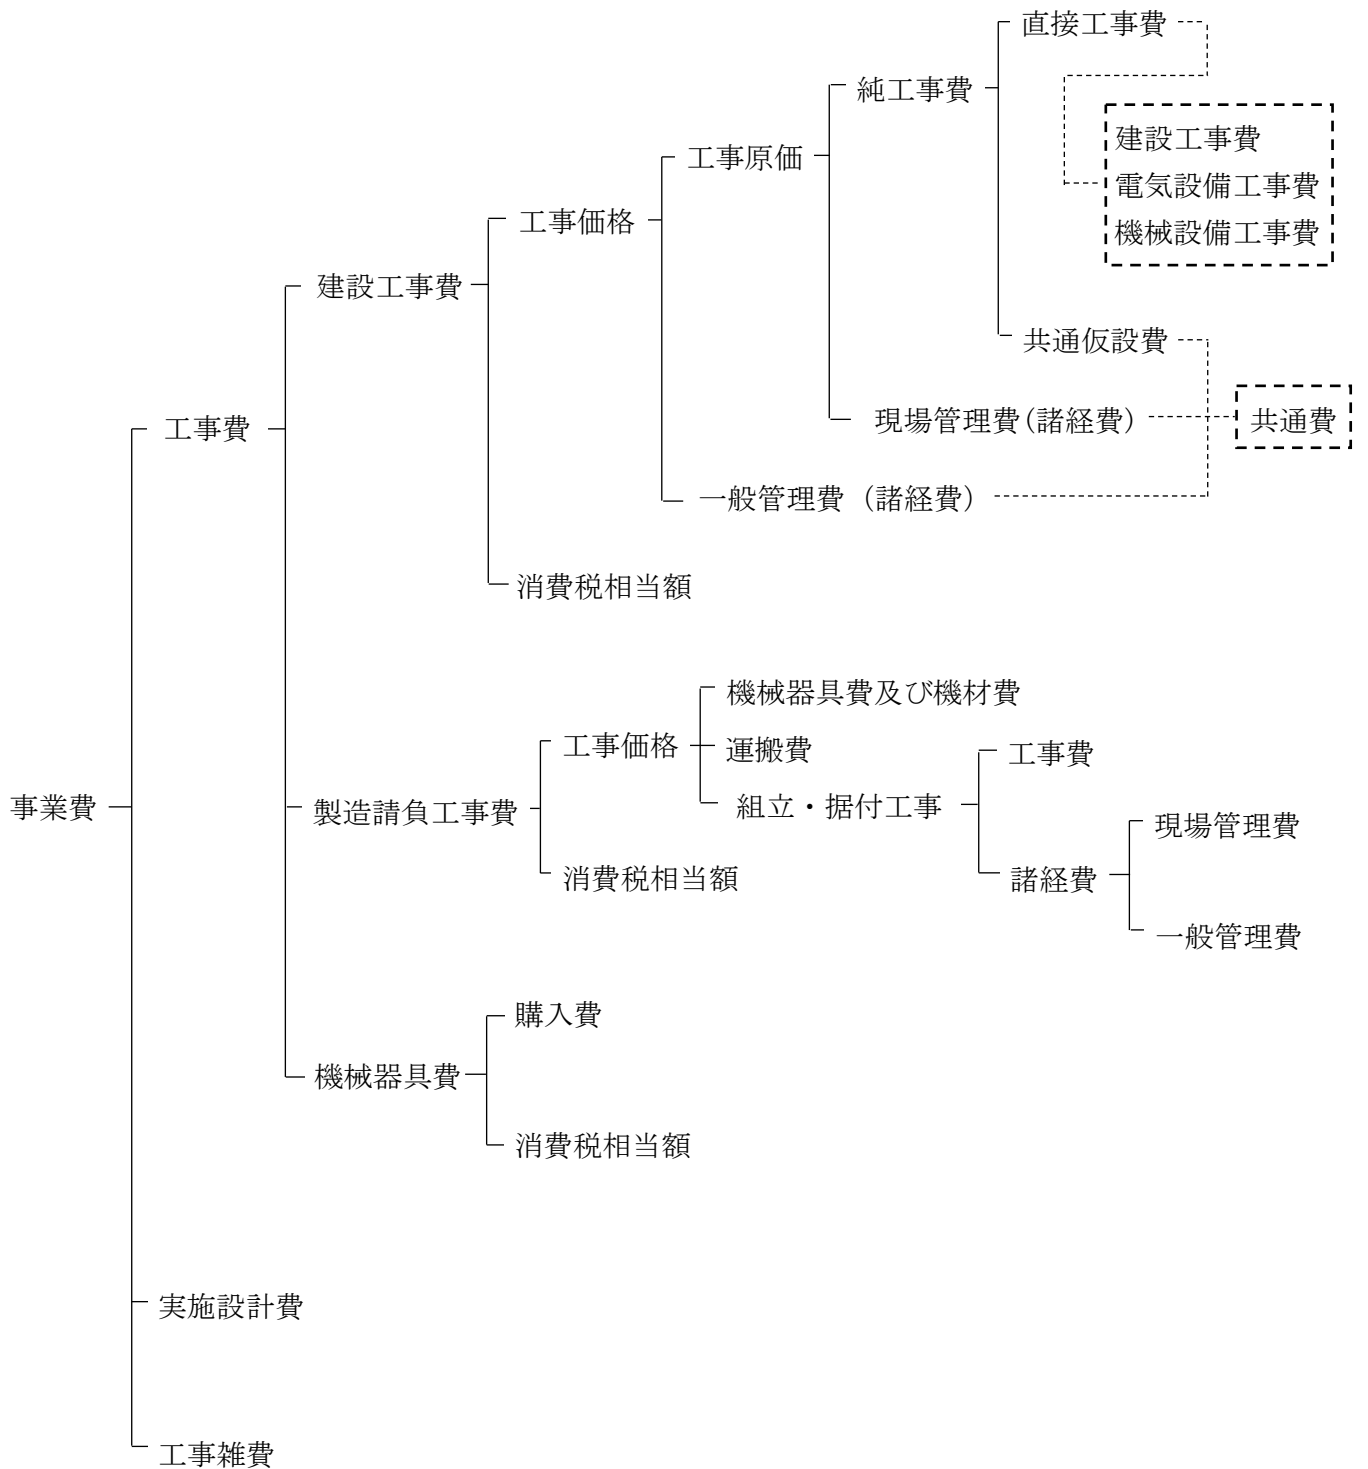 直接工事費
純工事費
建設工事費
工事原価
電気設備工事費
工事価格
機械設備工事費
建設工事費
共通仮設費
現場管理費(諸経費)
共通費
工事費
一般管理費（諸経費）
消費税相当額
機械器具費及び機材費
工事価格
運搬費
工事費
組立・据付工事
事業費
製造請負工事費
現場管理費
消費税相当額
諸経費
一般管理費
購入費
機械器具費
消費税相当額
実施設計費
工事雑費